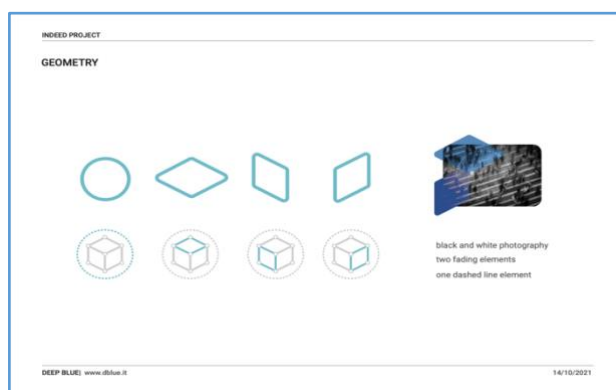 INDEED PROJECT
GEOMETRY
black and white photography
two fading elements
one dashed line element
DEEP BLUE| www.dblue.it
14/10/2021